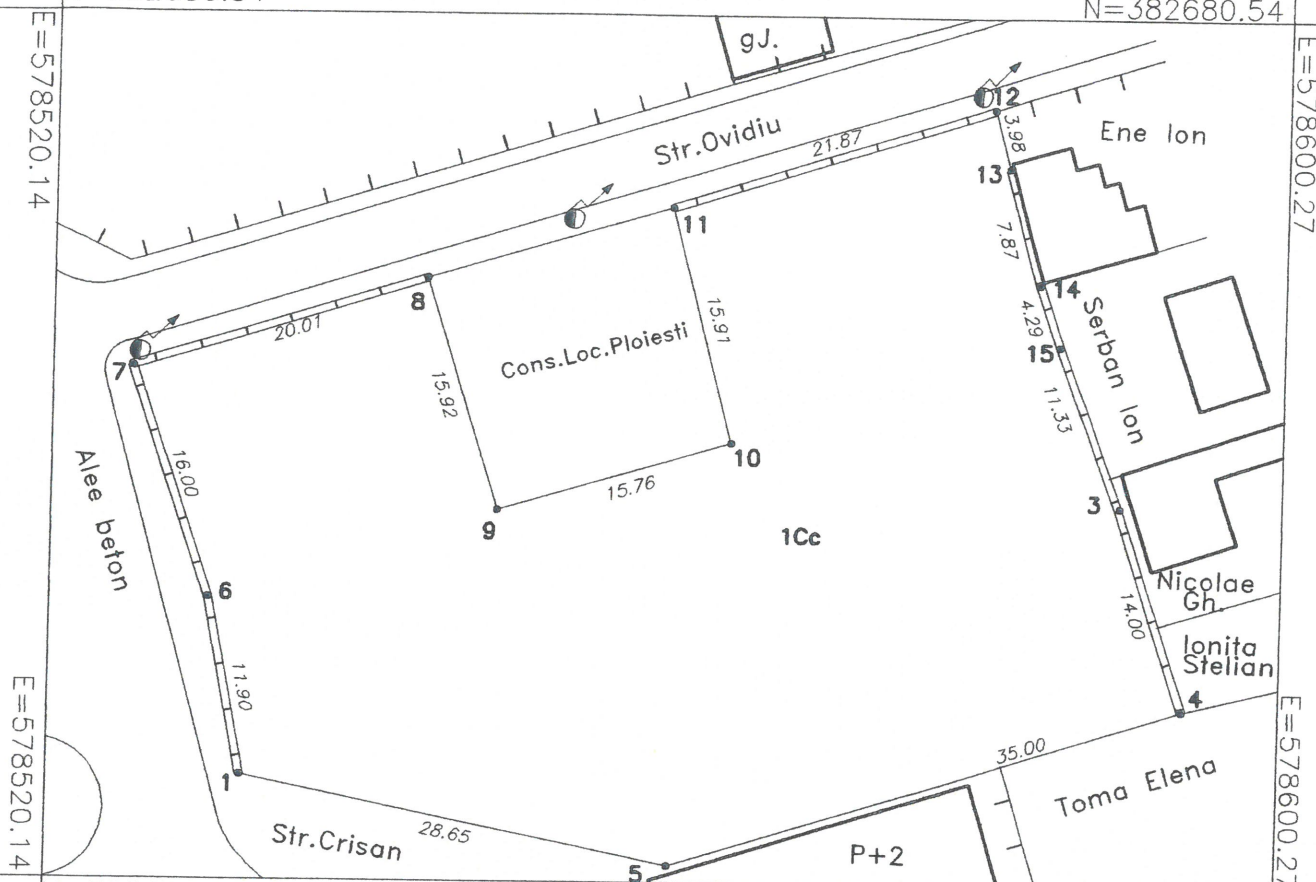 N=382680.54
E=578520.14
E=578600.27
gJ.
12
Str.Ovidiu
21.87
3.98
Ene Ion
13
11
7.87
8
14
20.01
15.91
4.29
Serban Ion
Cons.Loc.Ploiesti
15
7
15.92
11.33
Alee beton
16.00
10
15.76
9
3
1Cc
6
Nicolae
Gh.
14.00
Ionita
Stelian
11.90
4
E=578520.14
E=578600.27
35.00
1
Toma Elena
28.65
Str.Crisan
P+2
5